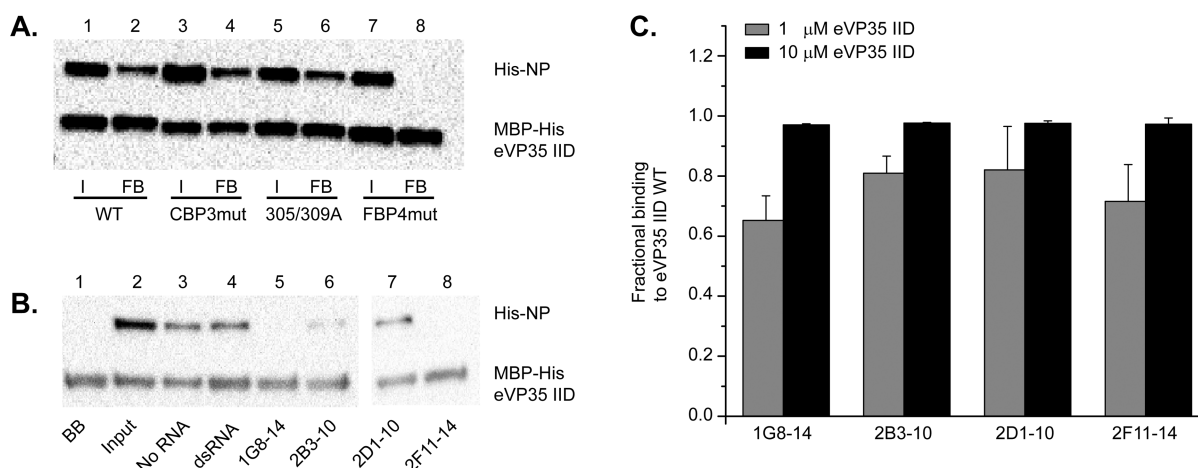 A.
1 2 3 4 5 6 7 8
His-NP
MBP-His
eVP35 IID
I FB I FB I FB I FB
WT CBP3mut 305/309A FBP4mut
B.
1 2 3 4 5 6 7 8
His-NP
MBP-His
eVP35 IID
BB Input No RNA dsRNA 1G8-14 2B3-10 2D1-10 2F11-14
C.
1 μM eVP35 IID
10 μM eVP35 IID
Fractional binding
to eVP35 IID WT
1.2
1.0
0.8
0.6
0.4
0.2
0.0
1G8-14 2B3-10 2D1-10 2F11-14